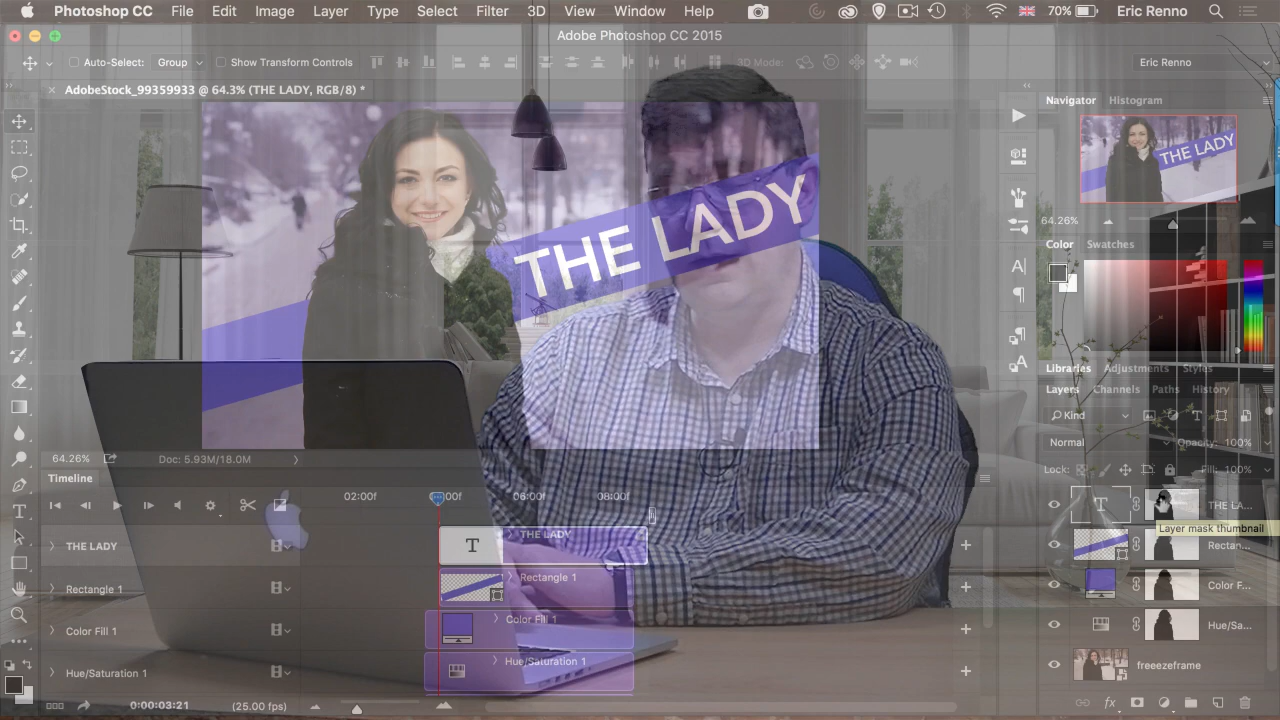 Photoshop CC File Edit Image Layer Type Select Filter 3D View Window Help 70% Eric Renno
Adobe Photoshop CC 2015
Auto-Select: Group Show Transform Controls 3D Mode: Eric Renno
AdobeStock_99359933 @ 64.3% (THE LADY, RGB/8) *
Navigator Histogram
THE LADY
THE LADY
64.26%
Color Swatches
Libraries Adjustments Styles
Layers Channels Paths History
Kind
Normal Opacity: 100%
Lock: Fill: 100%
64.26% Doc: 5.93M/18.0M
Timeline
02:00f 06:00f 08:00f
T THE LA...
Layer mask thumbnail
THE LADY T THE LADY
Rectan...
Rectangle 1 Rectangle 1
Color F...
Color Fill 1 Color Fill 1
Hue/Sa...
Hue/Saturation 1 Hue/Saturation 1
freeezeframe
0:00:03:21 (25.00 fps) fx